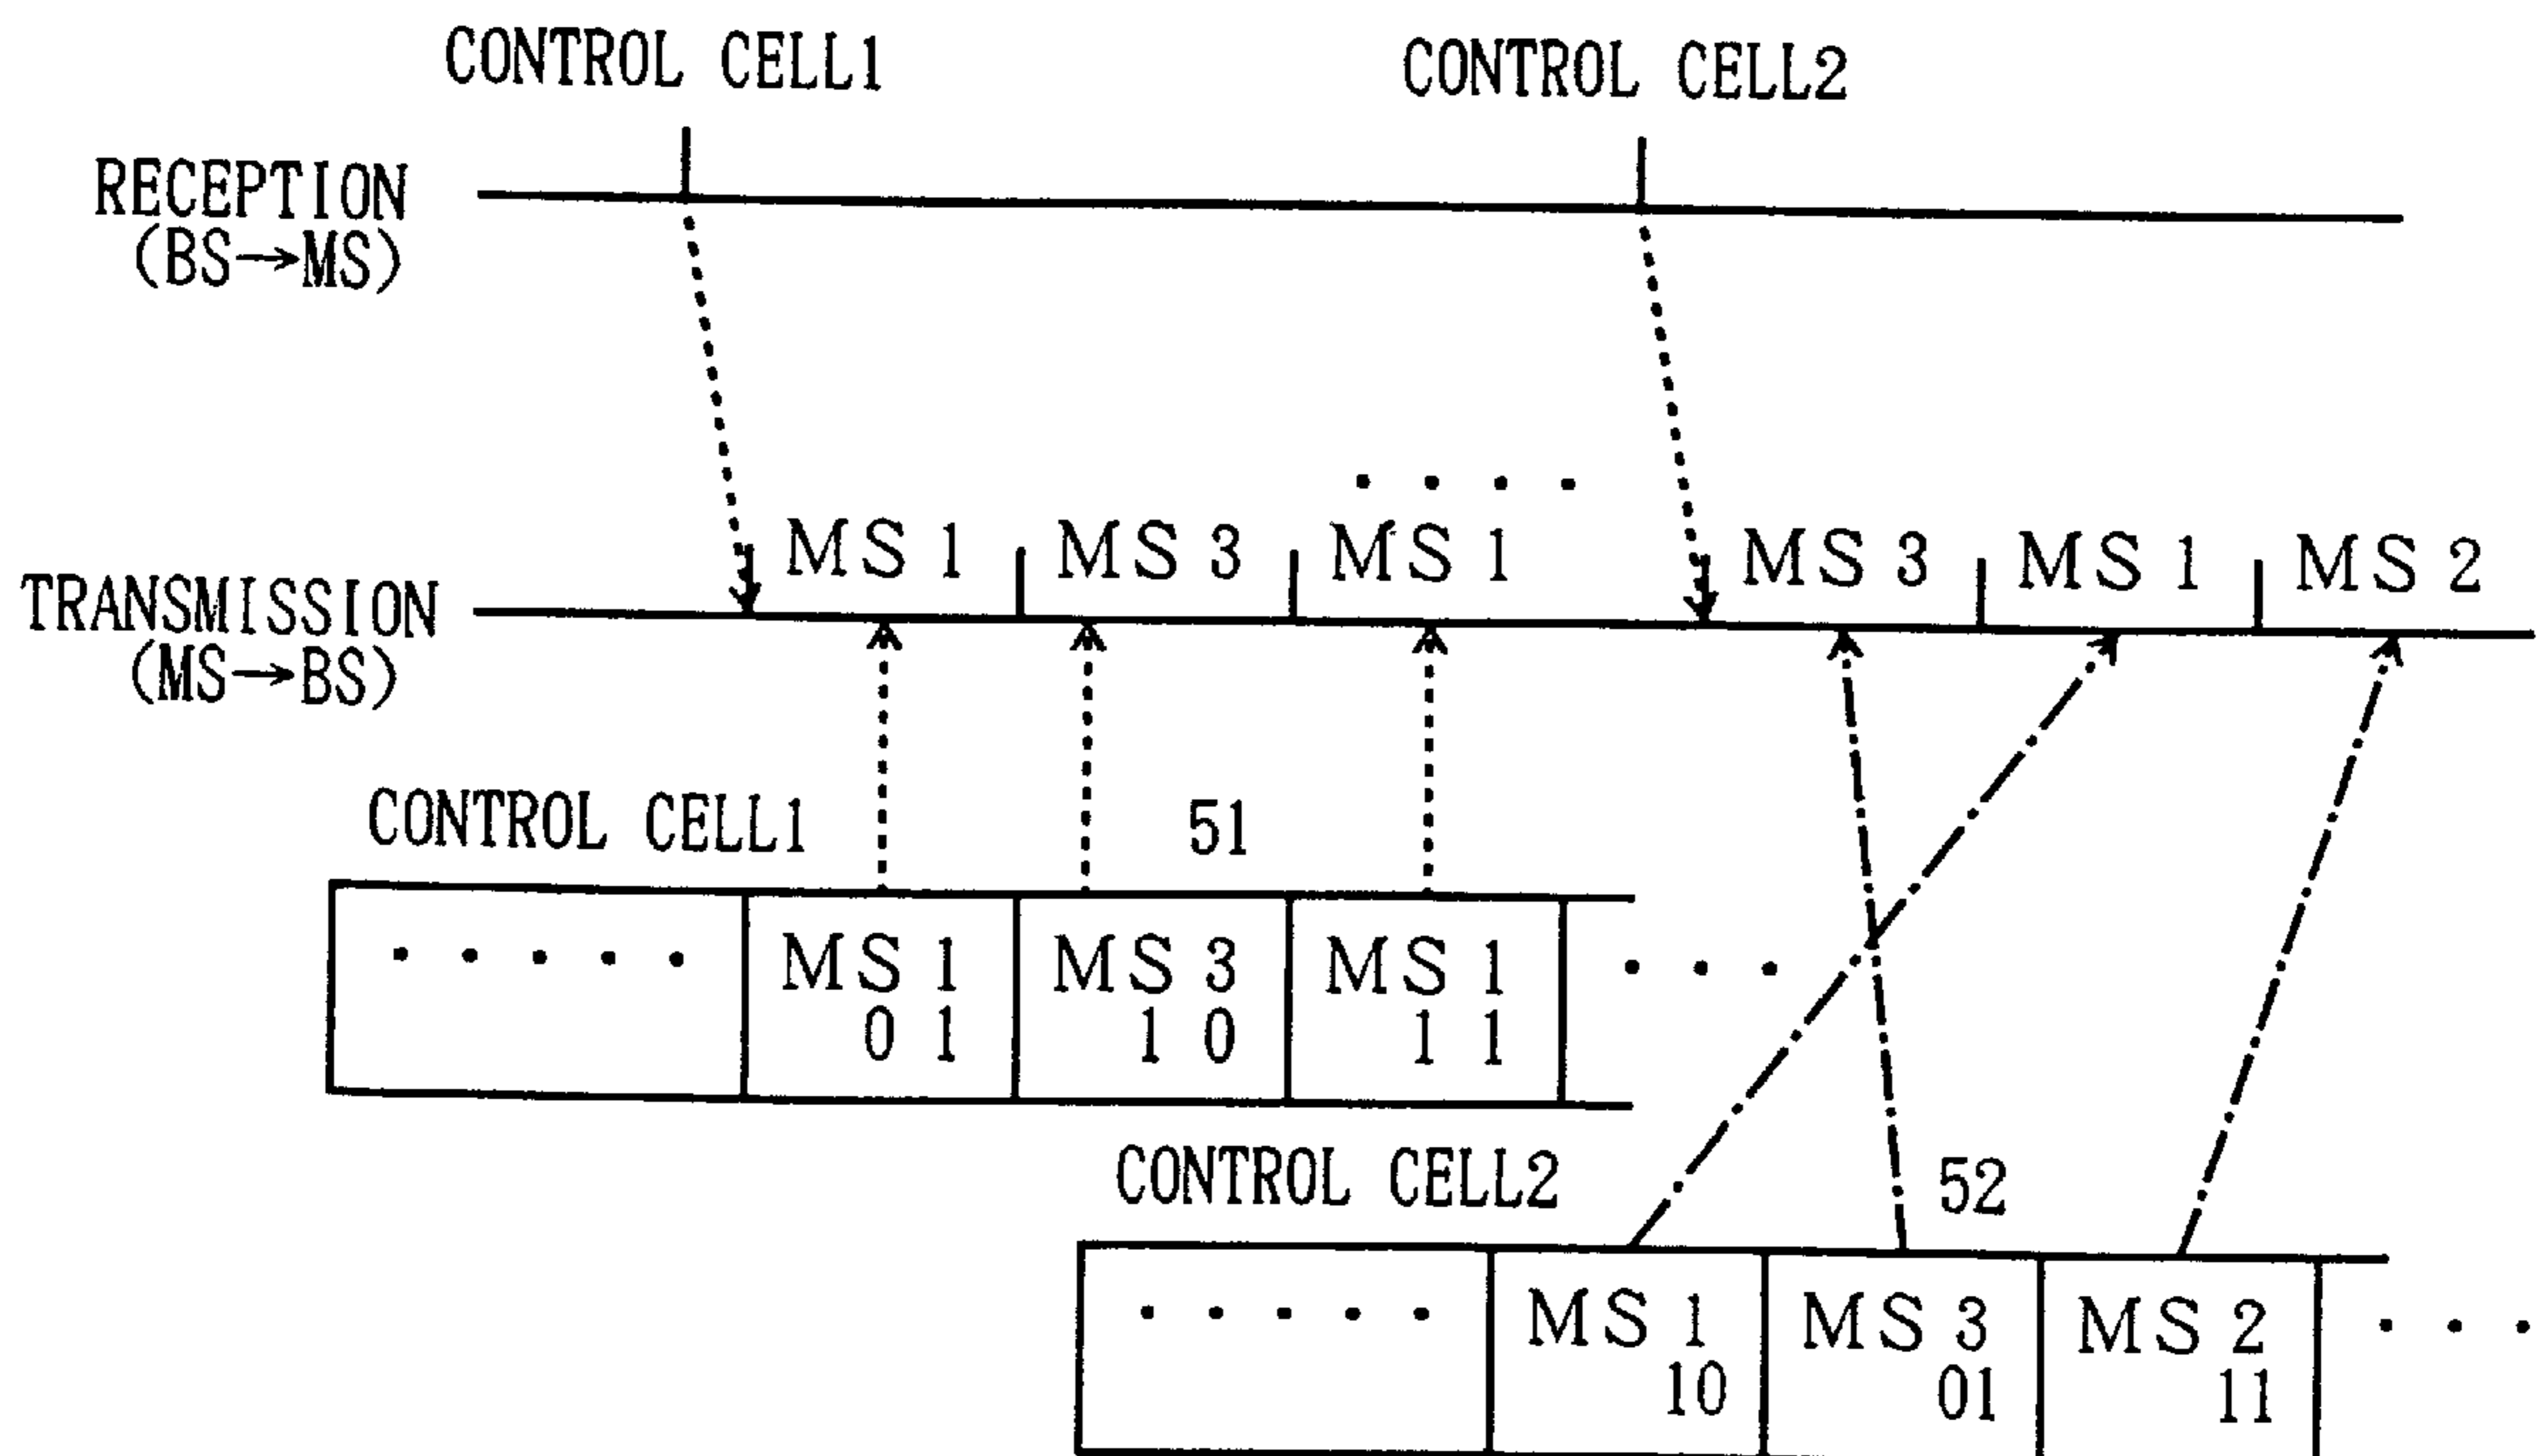 CONTROL CELL1 CONTROL CELL2
RECEPTION
(BS→MS)
. . . .
MS 1 MS 3 MS 1 MS 3 MS 1 MS 2
TRANSMISSION
(MS→BS)
CONTROL CELL1 51
. . . . . MS 1 MS 3 MS 1 . . .
0 1 1 0 1 1
CONTROL CELL2 52
. . . . . MS 1 MS 3 MS 2 . . .
10 01 11